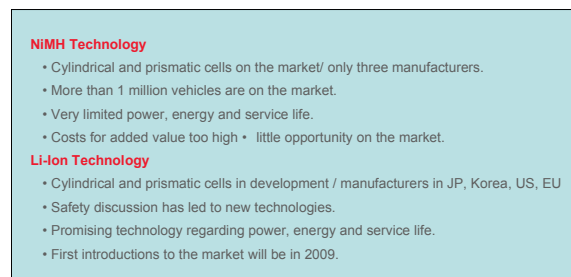 NiMH Technology
• Cylindrical and prismatic cells on the market/ only three manufacturers.
• More than 1 million vehicles are on the market.
• Very limited power, energy and service life.
• Costs for added value too high • little opportunity on the market.
Li-Ion Technology
• Cylindrical and prismatic cells in development / manufacturers in JP, Korea, US, EU
• Safety discussion has led to new technologies.
• Promising technology regarding power, energy and service life.
• First introductions to the market will be in 2009.